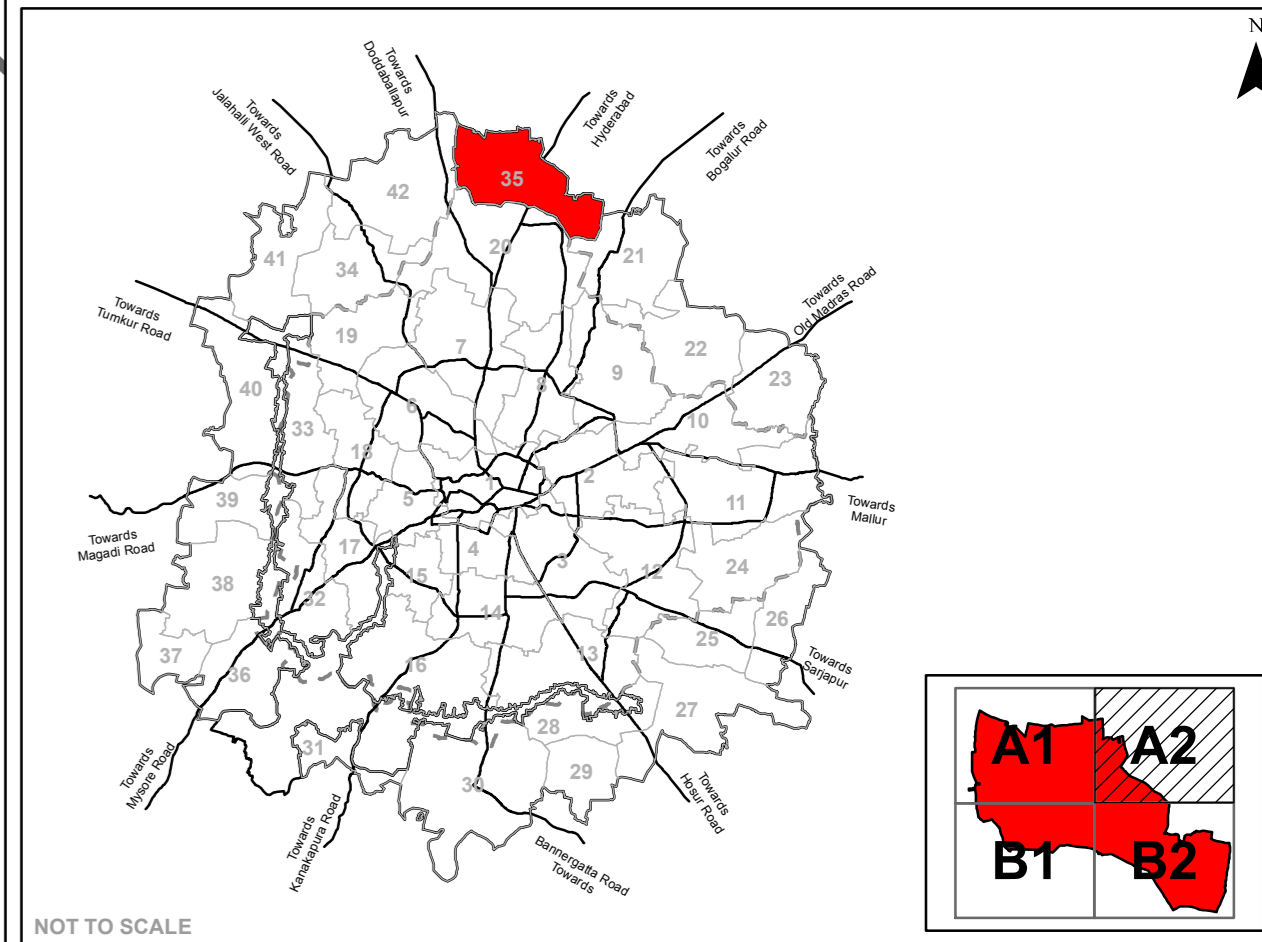 N
Towards
Doddaballapur
Towards
Hyderabad
Towards
Jalahalli West Road
Towards
Bogalur Road
35
42
20
21
41
34
Towards
Old Madras Road
Towards
Tumkur Road
19
7
22
9
8
23
40
6
10
33
18
2
1
5
39
11
Towards
Mallur
Towards
Magadi Road
17
4
3
24
15
12
38
32
14
26
25
13
37
16
36
Towards
Sarjapur
27
28
31
29
30
Towards
Mysore Road
Towards
Kanakapura Road
Bannergatta Road
Towards
Towards
Hosur Road
A1
A2
B1
B2
NOT TO SCALE